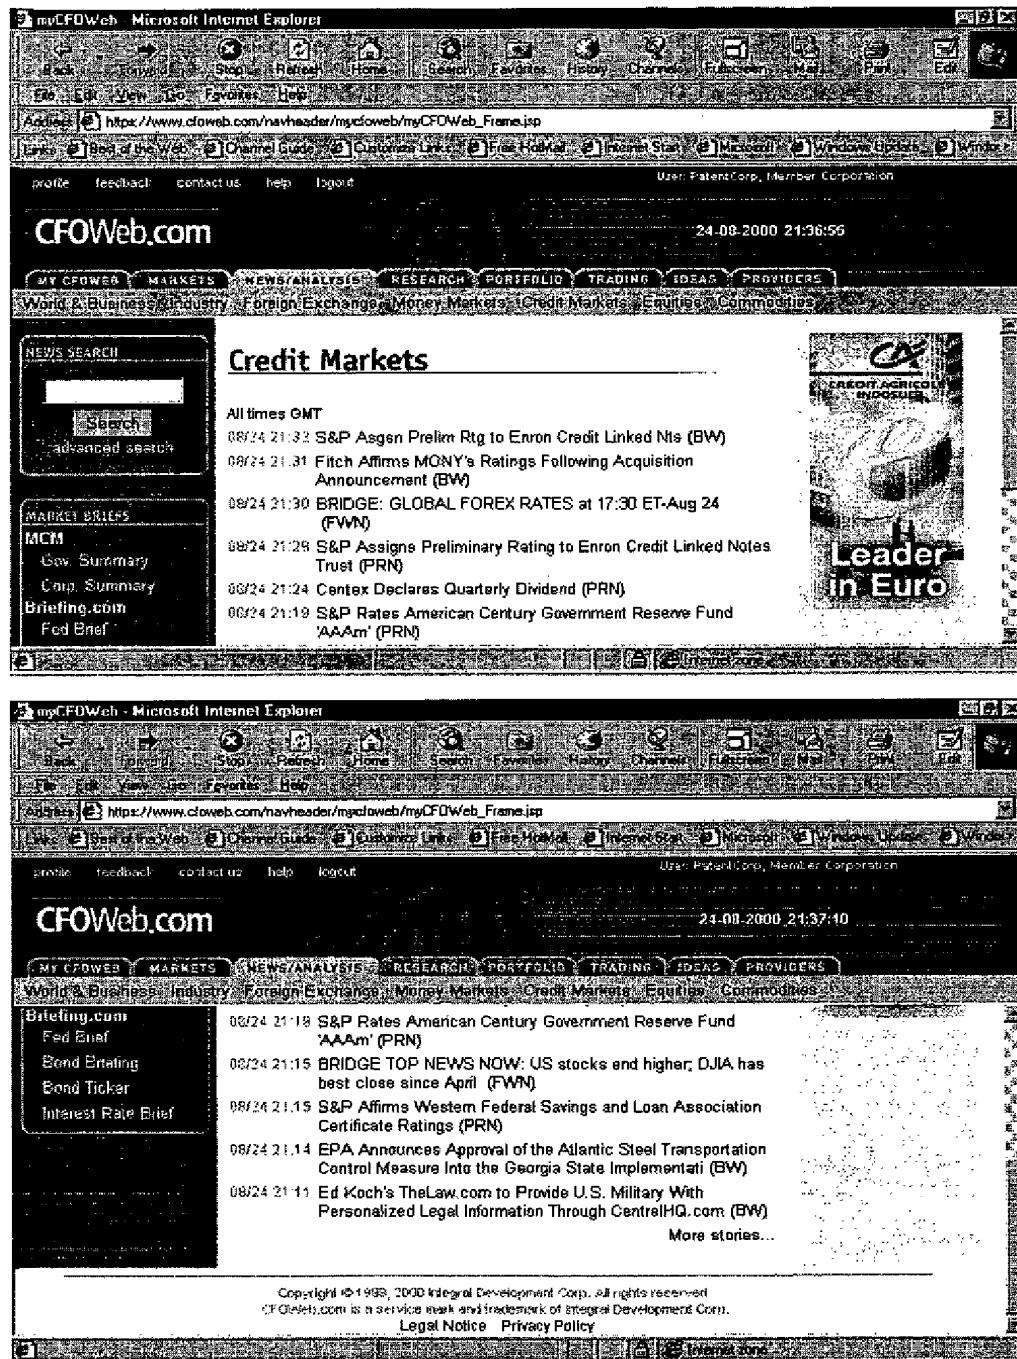 myCFOWeb - Microsoft Internet Explorer
Back Forward Stop Refresh Home Search Favorites History Channels Fullscreen Mail Print Edit
File Edit View Go Favorites Help
Address https://www.cfoweb.com/navheader/mycfoweb/myCFOWeb_Frame.jsp
Links Best of the Web Channel Guide Customize Links Free HotMail Internet Start Microsoft Windows Update
profile feedback contact us help logout User: PatentCorp, Member Corporation
CFOWeb.com 24-08-2000 21:36:56
MY CFOWEB MARKETS NEWS/ANALYSIS RESEARCH PORTFOLIO TRADING IDEAS PROVIDERS
World & Business Industry Foreign Exchange Money Markets Credit Markets Equities Commodities
NEWS SEARCH
Search
advanced search
MARKET BRIEFS
MCM
Gov. Summary
Corp. Summary
Briefing.com
Fed Brief
Credit Markets
All times GMT
08/24 21:32 S&P Asgsn Prelim Rtg to Enron Credit Linked Nts (BW)
08/24 21:31 Fitch Affirms MONY's Ratings Following Acquisition
Announcement (BW)
08/24 21:30 BRIDGE: GLOBAL FOREX RATES at 17:30 ET-Aug 24
(FWN)
08/24 21:29 S&P Assigns Preliminary Rating to Enron Credit Linked Notes
Trust (PRN)
08/24 21:24 Centex Declares Quarterly Dividend (PRN)
08/24 21:19 S&P Rates American Century Government Reserve Fund
'AAAm' (PRN)
CRÉDIT AGRICOLE
INDOSUEZ
Leader
in Euro
Internet zone
myCFOWeb - Microsoft Internet Explorer
Back Forward Stop Refresh Home Search Favorites History Channels Fullscreen Mail Print Edit
File Edit View Go Favorites Help
Address https://www.cfoweb.com/navheader/mycfoweb/myCFOWeb_Frame.jsp
Links Best of the Web Channel Guide Customize Links Free HotMail Internet Start Microsoft Windows Update
profile feedback contact us help logout User: PatentCorp, Member Corporation
CFOWeb.com 24-08-2000 21:37:10
MY CFOWEB MARKETS NEWS/ANALYSIS RESEARCH PORTFOLIO TRADING IDEAS PROVIDERS
World & Business Industry Foreign Exchange Money Markets Credit Markets Equities Commodities
Briefing.com
Fed Brief
Bond Briefing
Bond Ticker
Interest Rate Brief
08/24 21:19 S&P Rates American Century Government Reserve Fund
'AAAm' (PRN)
08/24 21:15 BRIDGE TOP NEWS NOW: US stocks end higher; DJIA has
best close since April (FWN)
08/24 21:15 S&P Affirms Western Federal Savings and Loan Association
Certificate Ratings (PRN)
08/24 21:14 EPA Announces Approval of the Atlantic Steel Transportation
Control Measure Into the Georgia State Implementati (BW)
08/24 21:11 Ed Koch's TheLaw.com to Provide U.S. Military With
Personalized Legal Information Through CentralHQ.com (BW)
More stories...
Copyright © 1999, 2000 Integral Development Corp. All rights reserved
CFOWeb.com is a service mark and trademark of Integral Development Corp.
Legal Notice Privacy Policy
Internet zone